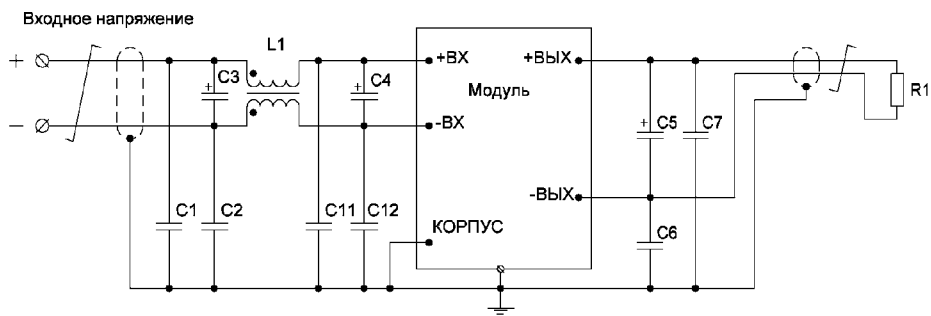 Входное напряжение
L1
+
+ВХ
+ВЫХ
+
C3
+
C4
Модуль
R1
−
-ВХ
+
C5
C7
-ВЫХ
C1
C2
C11
C12
КОРПУС
C6